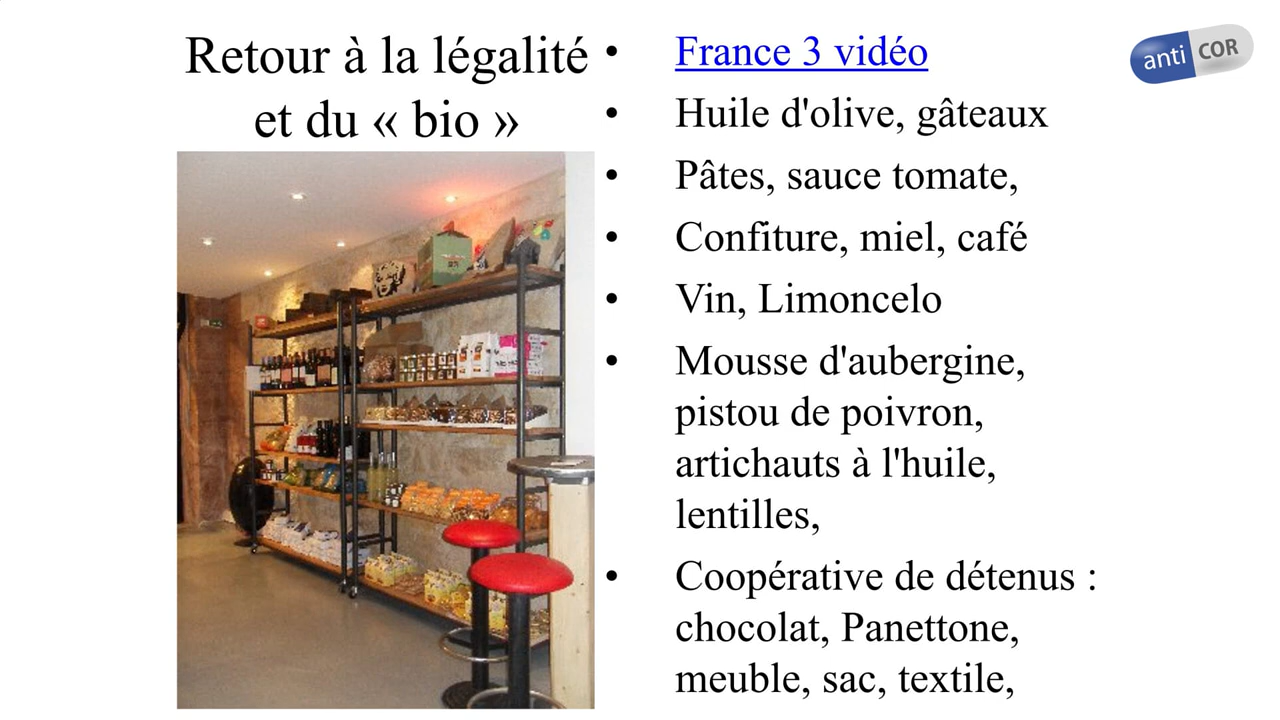 Retour à la légalité
et du « bio »
• France 3 vidéo
• Huile d'olive, gâteaux
• Pâtes, sauce tomate,
• Confiture, miel, café
• Vin, Limoncelo
• Mousse d'aubergine,
pistou de poivron,
artichauts à l'huile,
lentilles,
• Coopérative de détenus :
chocolat, Panettone,
meuble, sac, textile,
anti COR